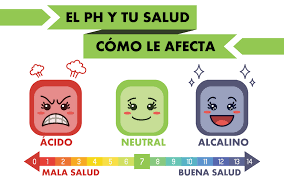 EL PH Y TU SALUD
CÓMO LE AFECTA
ÁCIDO NEUTRAL ALCALINO
0 1 2 3 4 5 6 7 8 9 10 11 12 13 14
MALA SALUD BUENA SALUD